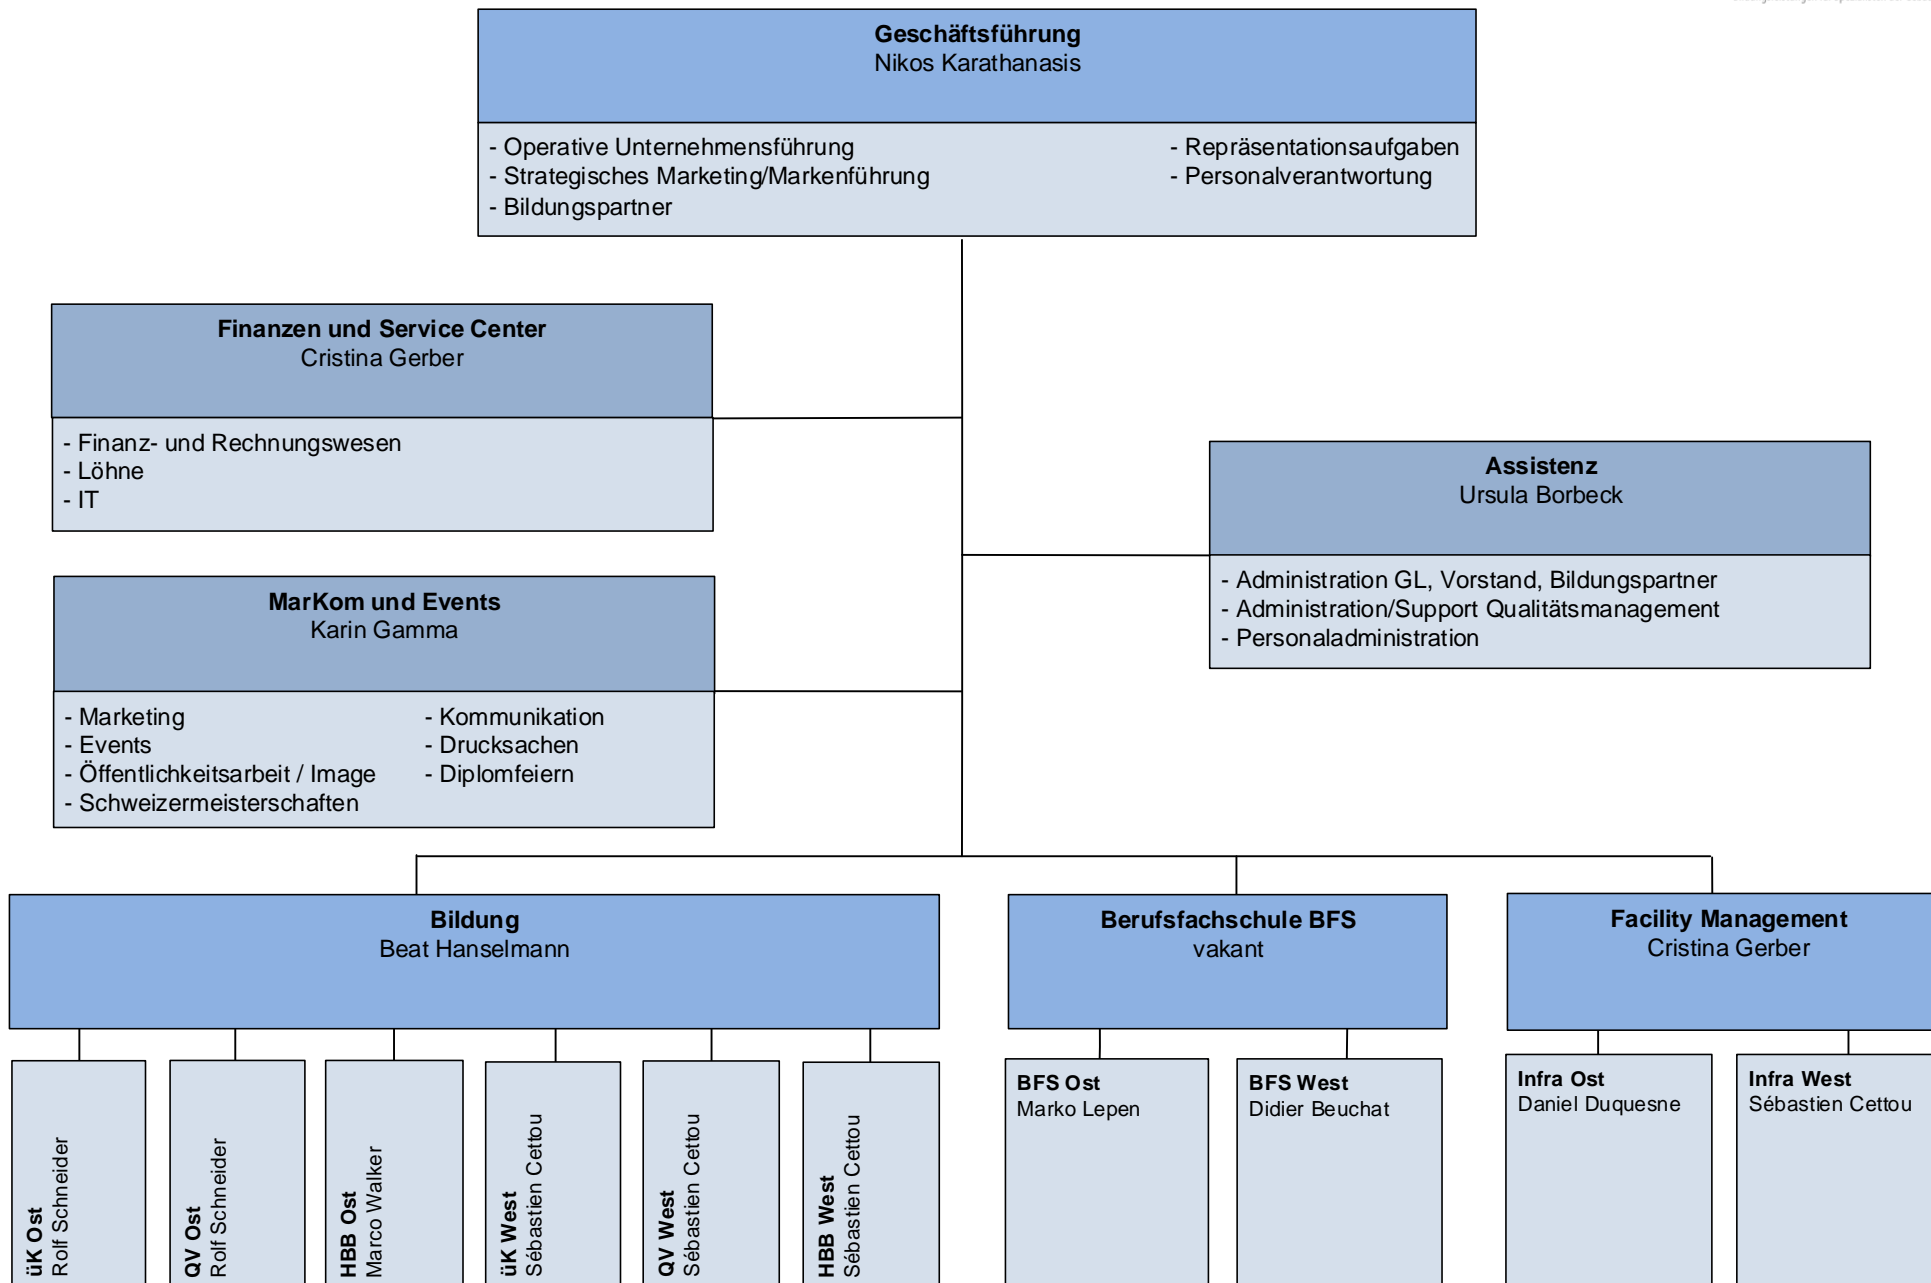 Geschäftsführung
Nikos Karathanasis
- Operative Unternehmensführung
- Strategisches Marketing/Markenführung
- Bildungspartner
- Repräsentationsaufgaben
- Personalverantwortung
Finanzen und Service Center
Cristina Gerber
- Finanz- und Rechnungswesen
- Löhne
- IT
Assistenz
Ursula Borbeck
- Administration GL, Vorstand, Bildungspartner
- Administration/Support Qualitätsmanagement
- Personaladministration
MarKom und Events
Karin Gamma
- Marketing
- Events
- Öffentlichkeitsarbeit / Image
- Schweizermeisterschaften
- Kommunikation
- Drucksachen
- Diplomfeiern
Bildung
Beat Hanselmann
Berufsfachschule BFS
vakant
Facility Management
Cristina Gerber
üK Ost
Rolf Schneider
QV Ost
Rolf Schneider
HBB Ost
Marco Walker
üK West
Sébastien Cettou
QV West
Sébastien Cettou
HBB West
Sébastien Cettou
BFS Ost
Marko Lepen
BFS West
Didier Beuchat
Infra Ost
Daniel Duquesne
Infra West
Sébastien Cettou